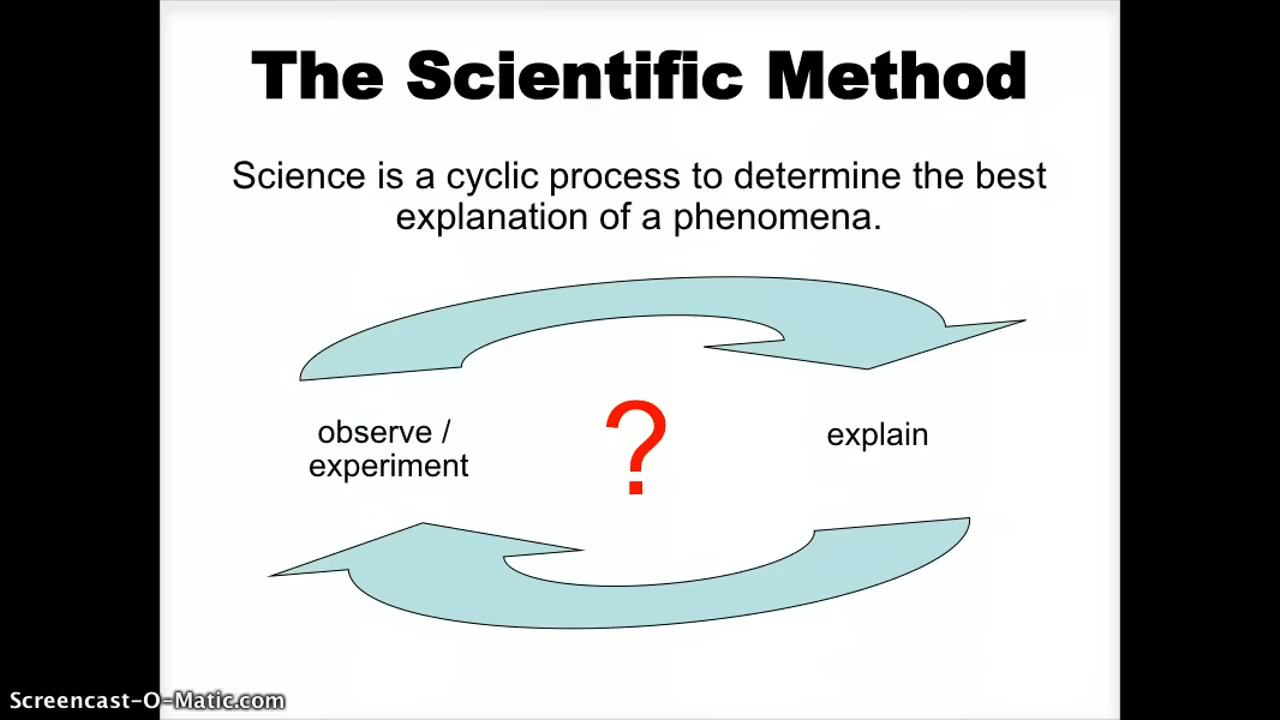 The Scientific Method
Science is a cyclic process to determine the best
explanation of a phenomena.
observe /
experiment
?
explain
Screencast-O-Matic.com